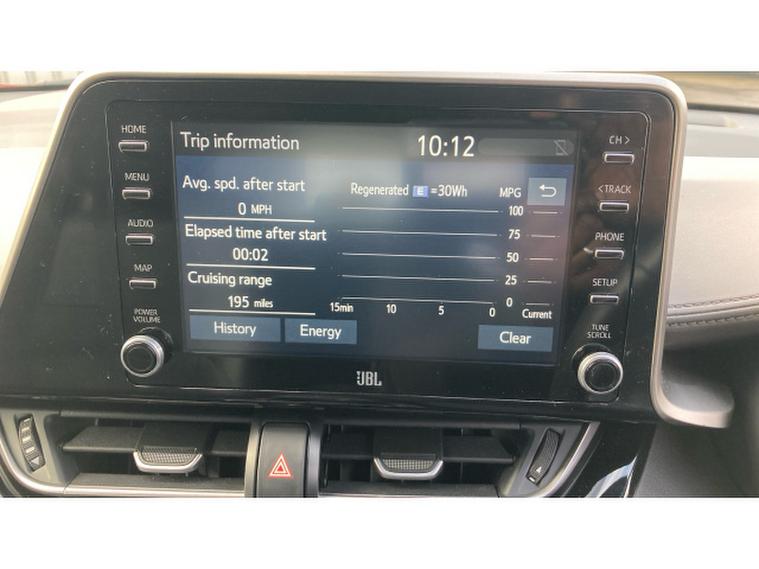 HOME
MENU
AUDIO
MAP
POWER
VOLUME
Trip information
10:12
Avg. spd. after start
0 MPH
Elapsed time after start
00:02
Cruising range
195 miles
Regenerated E =30Wh
MPG
100
75
50
25
0
15min 10 5 0 Current
History
Energy
Clear
CH >
< TRACK
PHONE
SETUP
TUNE
SCROLL
JBL